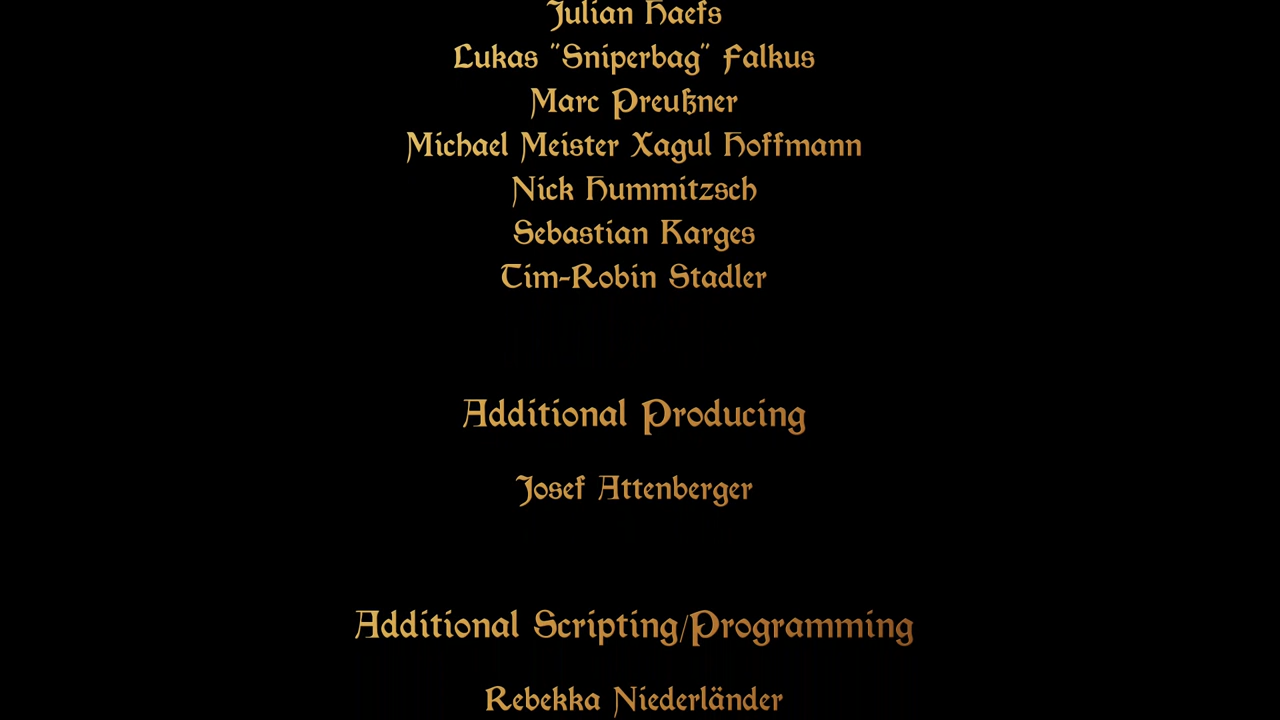 Julian Haefs
Lukas "Sniperbag" Falkus
Marc Preußner
Michael Meister Xagul Hoffmann
Nick Hummitzsch
Sebastian Karges
Tim-Robin Stadler
Additional Producing
Josef Attenberger
Additional Scripting/Programming
Rebekka Niederländer